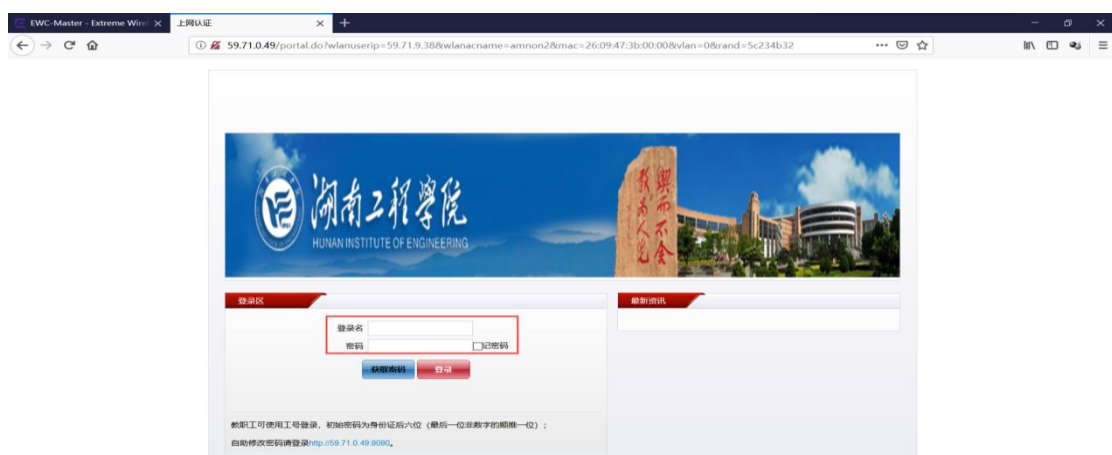 EWC-Master - Extreme Wirel
上网认证
59.71.0.49/portal.do?wlanuserip=59.71.9.38&wlanacname=amnon2&mac=26:09:47:3b:00:00&vlan=0&rand=5c234b32
湖南工程學院
HUNAN INSTITUTE OF ENGINEERING
登录区
最新资讯
登录名
密码
记密码
获取密码
登录
教职工可使用工号登录，初始密码为身份证后六位（最后一位非数字的顺推一位）；
自助修改密码请登录http://59.71.0.49:8080。